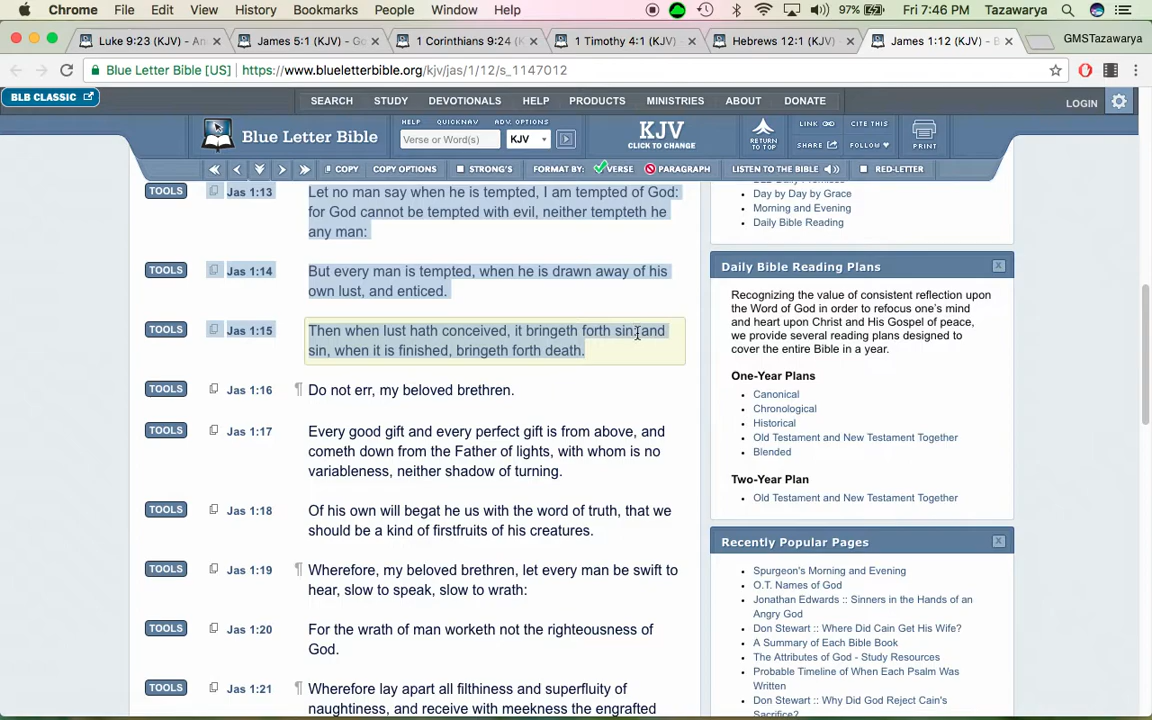 Chrome File Edit View History Bookmarks People Window Help 97% Fri 7:46 PM Tazawarya
Luke 9:23 (KJV) - A James 5:1 (KJV) - G 1 Corinthians 9:24 (K 1 Timothy 4:1 (KJV) - Hebrews 12:1 (KJV) - James 1:12 (KJV) - B GMSTazawarya
Blue Letter Bible [US] https://www.blueletterbible.org/kjv/jas/1/12/s_1147012
BLB CLASSIC SEARCH STUDY DEVOTIONALS HELP PRODUCTS MINISTRIES ABOUT DONATE LOGIN
HELP QUICKNAV ADV. OPTIONS
Blue Letter Bible Verse or Word(s) KJV KJV CLICK TO CHANGE RETURN TO TOP LINK CITE THIS SHARE FOLLOW PRINT
COPY COPY OPTIONS STRONG'S FORMAT BY: VERSE PARAGRAPH LISTEN TO THE BIBLE RED-LETTER
TOOLS Jas 1:13 Let no man say when he is tempted, I am tempted of God:
for God cannot be tempted with evil, neither tempteth he
any man:
TOOLS Jas 1:14 But every man is tempted, when he is drawn away of his
own lust, and enticed.
TOOLS Jas 1:15 Then when lust hath conceived, it bringeth forth sin: and
sin, when it is finished, bringeth forth death.
TOOLS Jas 1:16 ¶ Do not err, my beloved brethren.
TOOLS Jas 1:17 Every good gift and every perfect gift is from above, and
cometh down from the Father of lights, with whom is no
variableness, neither shadow of turning.
TOOLS Jas 1:18 Of his own will begat he us with the word of truth, that we
should be a kind of firstfruits of his creatures.
TOOLS Jas 1:19 ¶ Wherefore, my beloved brethren, let every man be swift to
hear, slow to speak, slow to wrath:
TOOLS Jas 1:20 For the wrath of man worketh not the righteousness of
God.
TOOLS Jas 1:21 ¶ Wherefore lay apart all filthiness and superfluity of
naughtiness, and receive with meekness the engrafted
Day by Day by Grace
Morning and Evening
Daily Bible Reading
Daily Bible Reading Plans
Recognizing the value of consistent reflection upon
the Word of God in order to refocus one's mind
and heart upon Christ and His Gospel of peace,
we provide several reading plans designed to
cover the entire Bible in a year.
One-Year Plans
Canonical
Chronological
Historical
Old Testament and New Testament Together
Blended
Two-Year Plan
Old Testament and New Testament Together
Recently Popular Pages
Spurgeon's Morning and Evening
O.T. Names of God
Jonathan Edwards :: Sinners in the Hands of an
Angry God
Don Stewart :: Where Did Cain Get His Wife?
A Summary of Each Bible Book
The Attributes of God - Study Resources
Probable Timeline of When Each Psalm Was
Written
Don Stewart :: Why Did God Reject Cain's
Sacrifice?